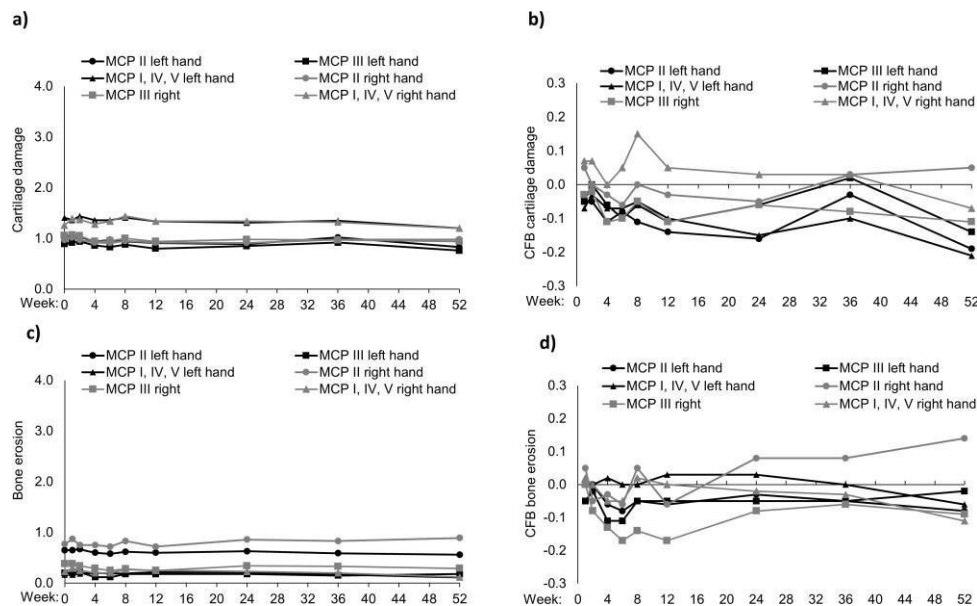 a)
MCP II left hand MCP III left hand
MCP I, IV, V left hand MCP II right hand
MCP III right MCP I, IV, V right hand
Cartilage damage
4.0
3.0
2.0
1.0
0.0
Week: 0 4 8 12 16 20 24 28 32 36 40 44 48 52
b)
MCP II left hand MCP III left hand
MCP I, IV, V left hand MCP II right hand
MCP III right MCP I, IV, V right hand
CFB cartilage damage
0.3
0.2
0.1
0.0
-0.1
-0.2
-0.3
Week: 0 4 8 12 16 20 24 28 32 36 40 44 48 52
c)
MCP II left hand MCP III left hand
MCP I, IV, V left hand MCP II right hand
MCP III right MCP I, IV, V right hand
Bone erosion
4.0
3.0
2.0
1.0
0.0
Week: 0 4 8 12 16 20 24 28 32 36 40 44 48 52
d)
MCP II left hand MCP III left hand
MCP I, IV, V left hand MCP II right hand
MCP III right MCP I, IV, V right hand
CFB bone erosion
0.3
0.2
0.1
0.0
-0.1
-0.2
-0.3
Week: 0 4 8 12 16 20 24 28 32 36 40 44 48 52